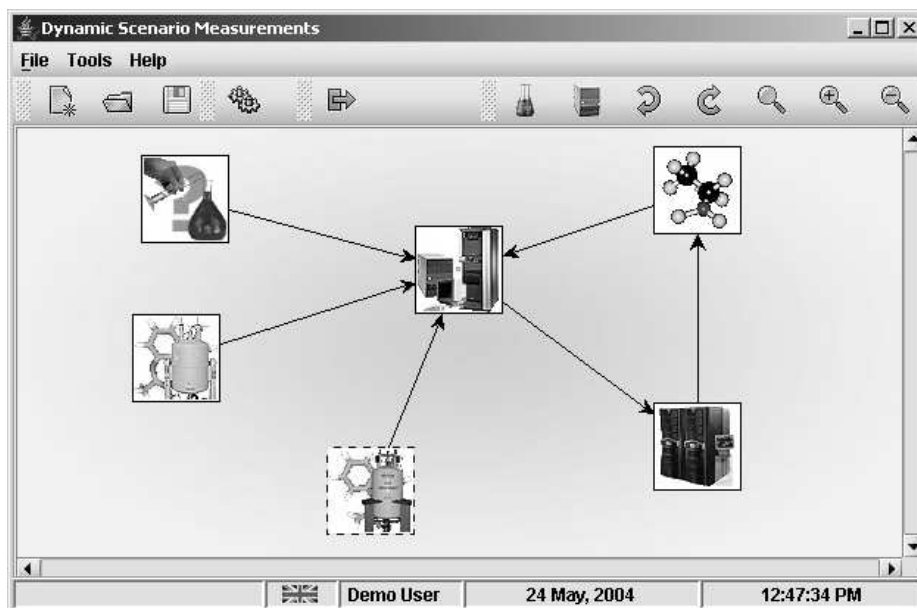 Dynamic Scenario Measurements
File Tools Help
Demo User 24 May, 2004 12:47:34 PM